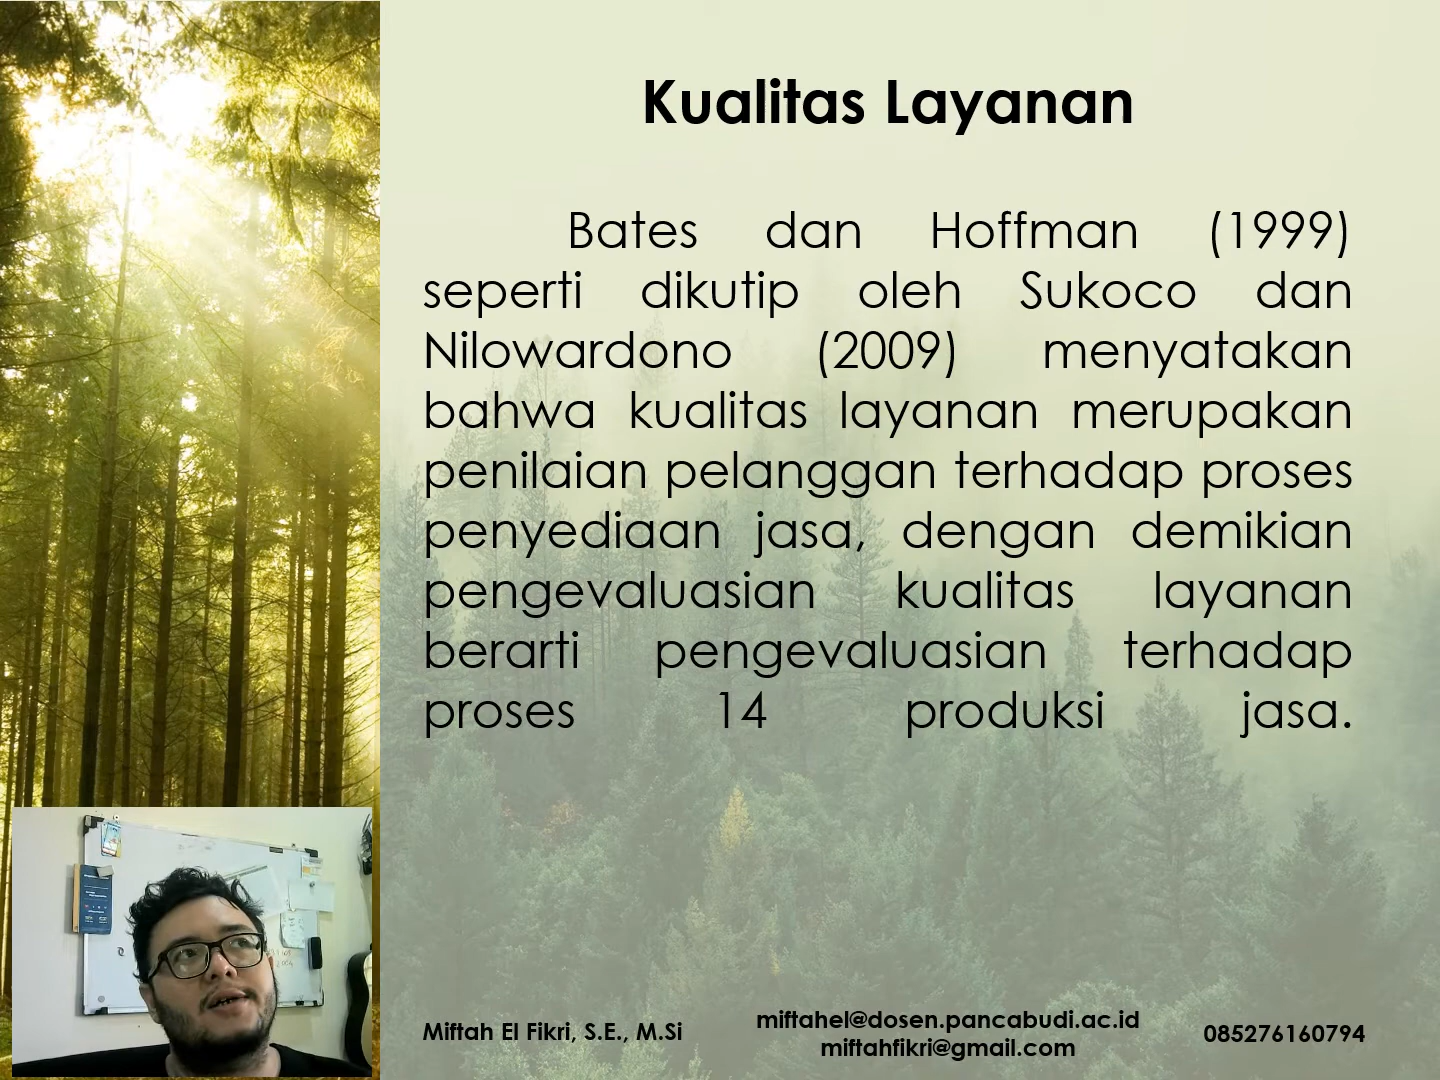 Kualitas Layanan
Bates dan Hoffman (1999)
seperti dikutip oleh Sukoco dan
Nilowardono (2009) menyatakan
bahwa kualitas layanan merupakan
penilaian pelanggan terhadap proses
penyediaan jasa, dengan demikian
pengevaluasian kualitas layanan
berarti pengevaluasian terhadap
proses 14 produksi jasa.
Miftah El Fikri, S.E., M.Si
miftahel@dosen.pancabudi.ac.id
miftahfikri@gmail.com
085276160794